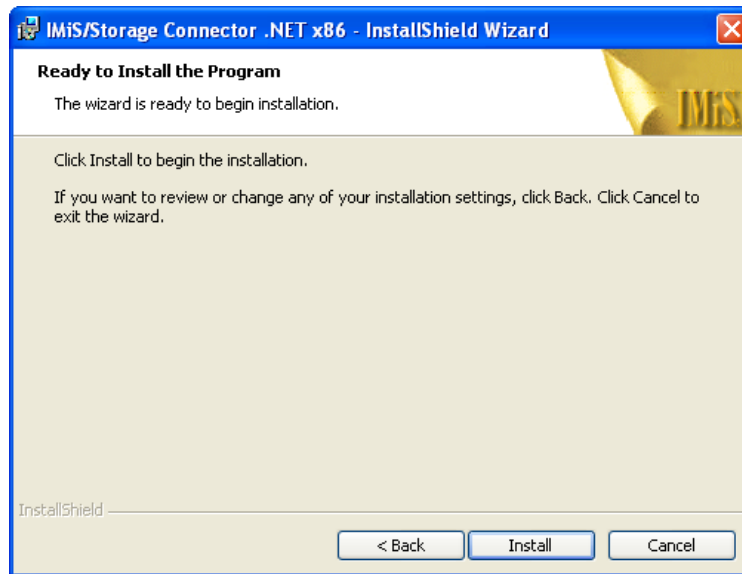 IMiS/Storage Connector .NET x86 - InstallShield Wizard
Ready to Install the Program
The wizard is ready to begin installation.
IMiS
Click Install to begin the installation.
If you want to review or change any of your installation settings, click Back. Click Cancel to
exit the wizard.
InstallShield
< Back
Install
Cancel